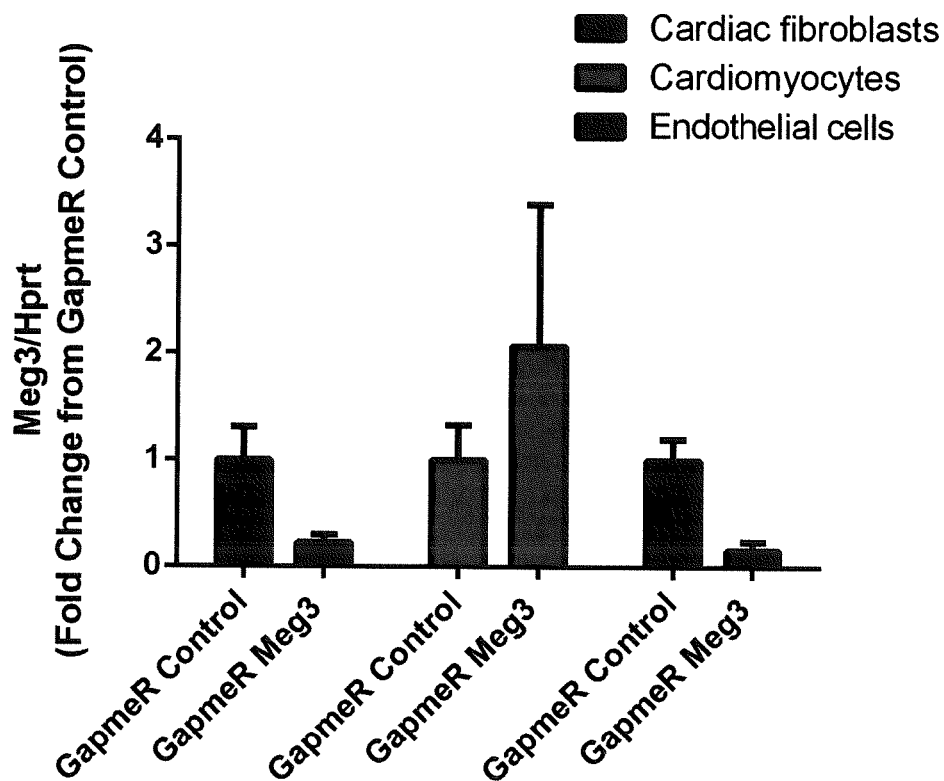 Cardiac fibroblasts
Cardiomyocytes
Endothelial cells
Meg3/Hprt
(Fold Change from GapmeR Control)
4
3
2
1
0
GapmeR Control
GapmeR Meg3
GapmeR Control
GapmeR Meg3
GapmeR Control
GapmeR Meg3